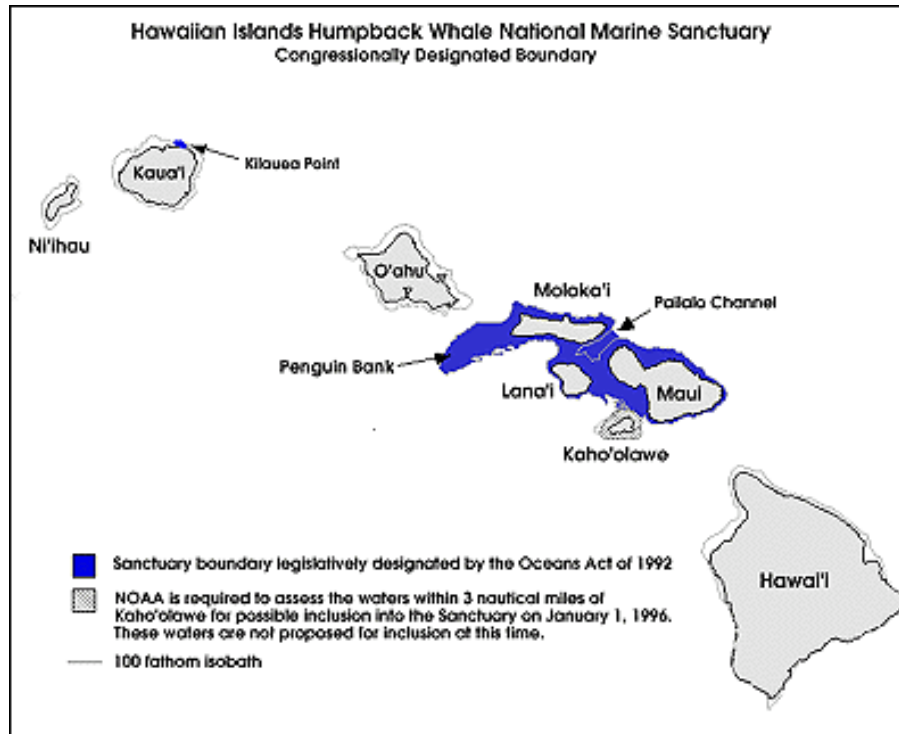 Hawaiian Islands Humpback Whale National Marine Sanctuary
Congressionally Designated Boundary
Kilauea Point
Kaua'i
Ni'ihau
O'ahu
Moloka'i
Pailalo Channel
Penguin Bank
Lana'i
Maui
Kaho'olawe
Hawai'i
Sanctuary boundary legislatively designated by the Oceans Act of 1992
NOAA is required to assess the waters within 3 nautical miles of
Kaho'olawe for possible inclusion into the Sanctuary on January 1, 1996.
These waters are not proposed for inclusion at this time.
100 fathom isobath